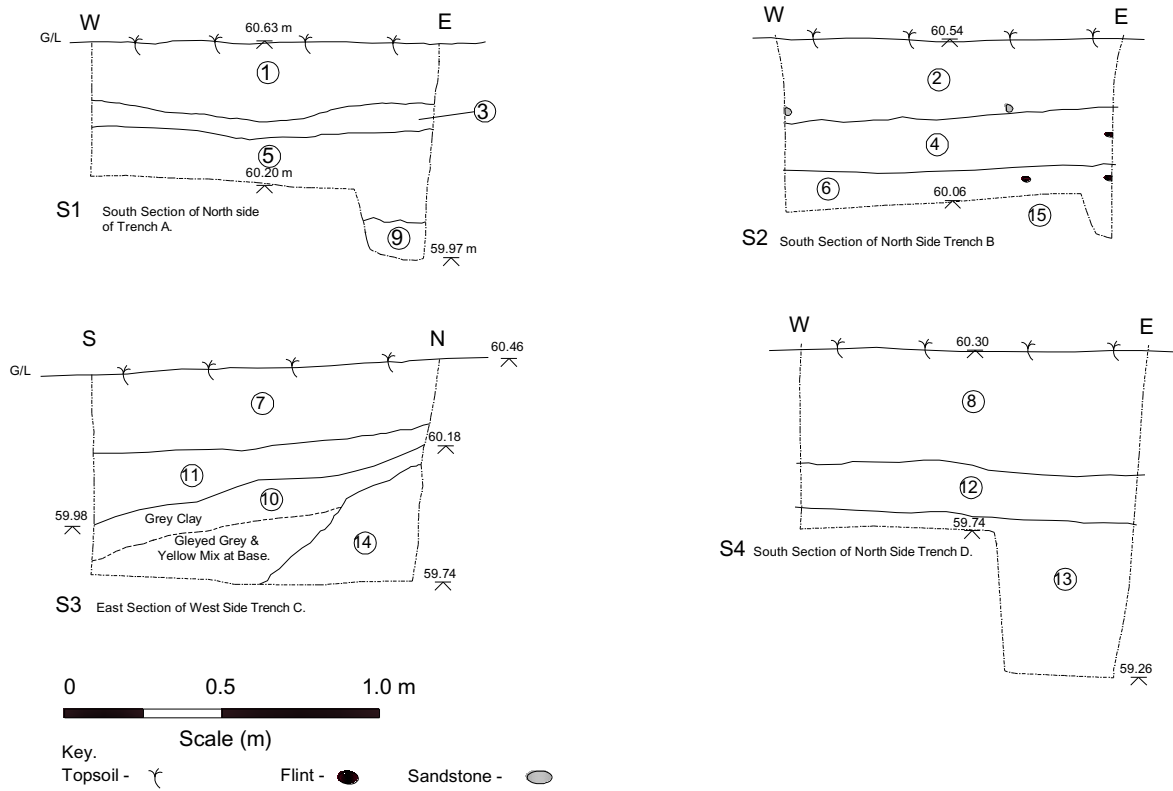 W E
60.63 m
G/L
1
3
5
60.20 m
S1 South Section of North side
of Trench A.
9
59.97 m
W E
60.54
2
4
6
60.06
15
S2 South Section of North Side Trench B
S N
60.46
G/L
7
60.18
11
10
59.98
Grey Clay
Gleyed Grey &
Yellow Mix at Base.
14
59.74
S3 East Section of West Side Trench C.
W E
60.30
8
12
59.74
S4 South Section of North Side Trench D.
13
59.26
0 0.5 1.0 m
Scale (m)
Key.
Topsoil - Flint - Sandstone -